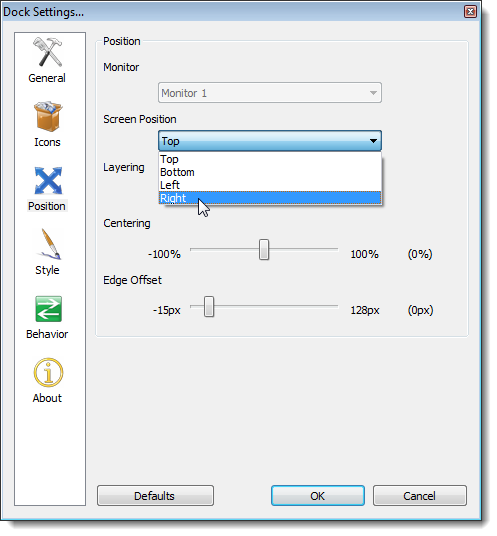 Dock Settings...
General
Icons
Position
Style
Behavior
About
Position
Monitor
Monitor 1
Screen Position
Top
Top
Bottom
Left
Right
Layering
Centering
-100% 100% (0%)
Edge Offset
-15px 128px (0px)
Defaults OK Cancel